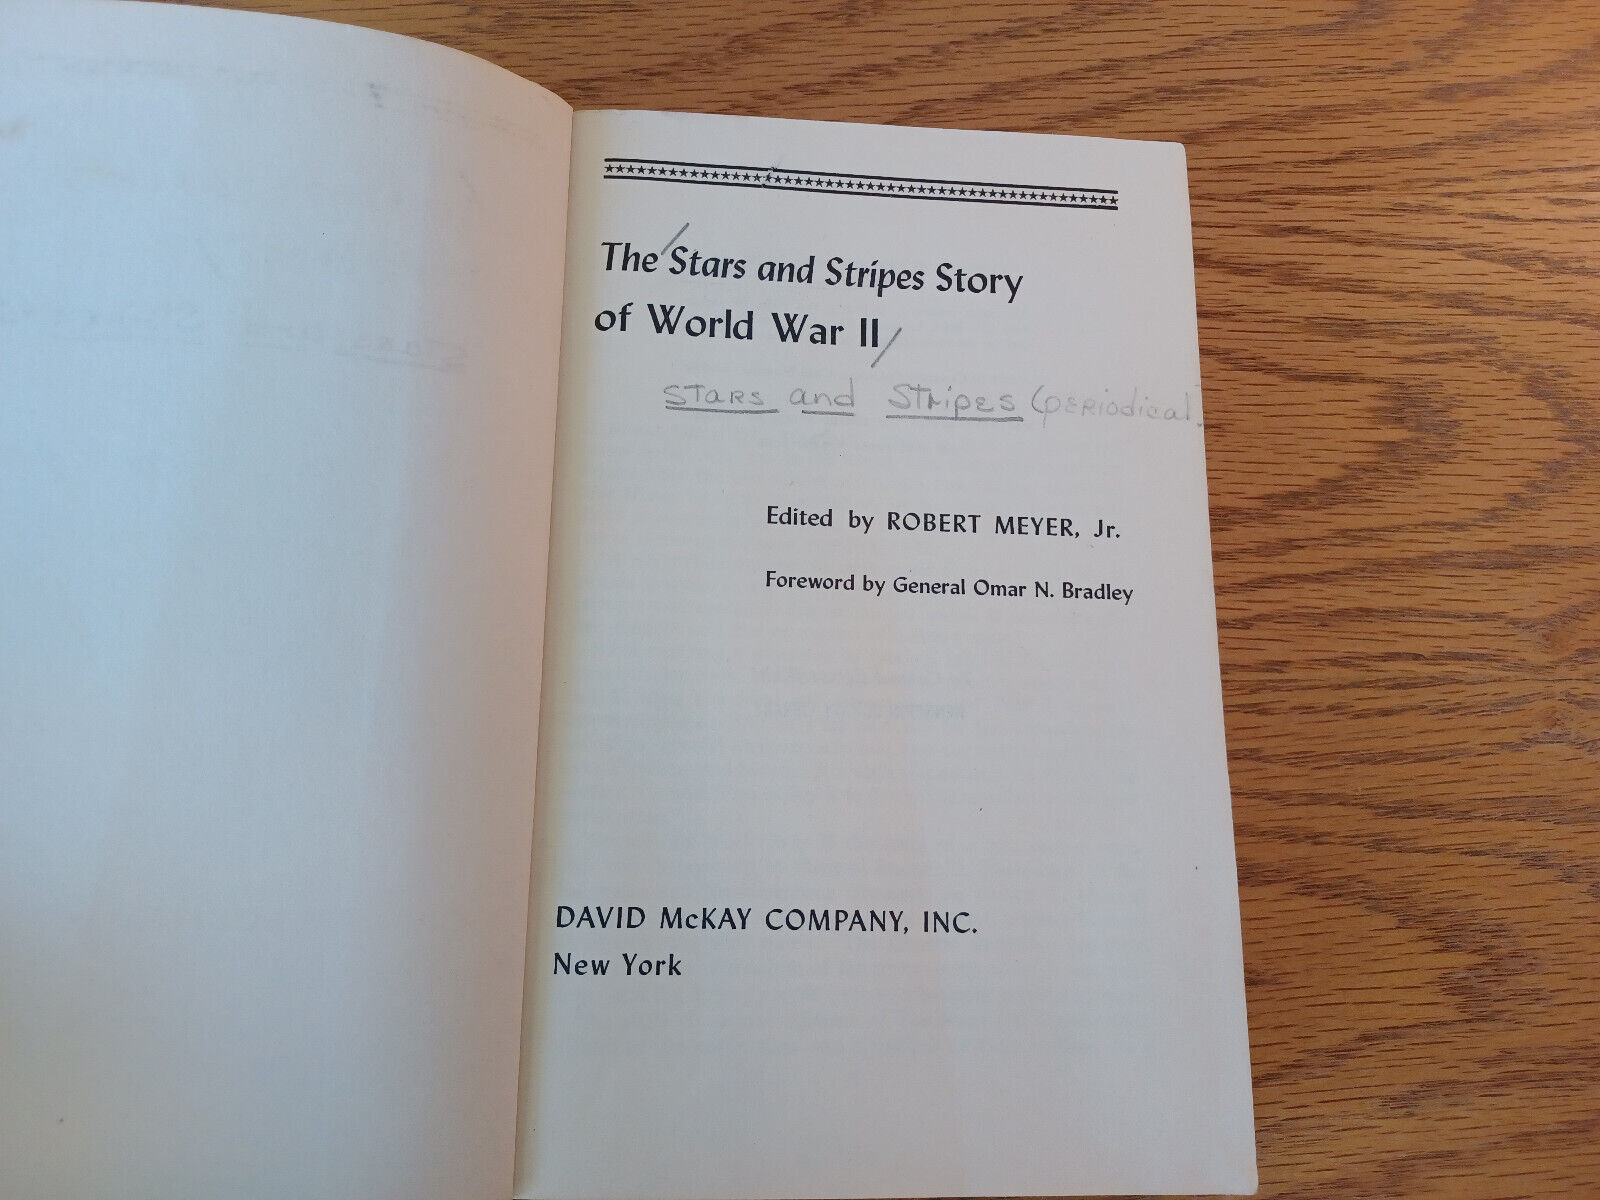 The Stars and Stripes Story
of World War II
Stars and Stripes (periodical)
Edited by ROBERT MEYER, Jr.
Foreword by General Omar N. Bradley
DAVID McKAY COMPANY, INC.
New York